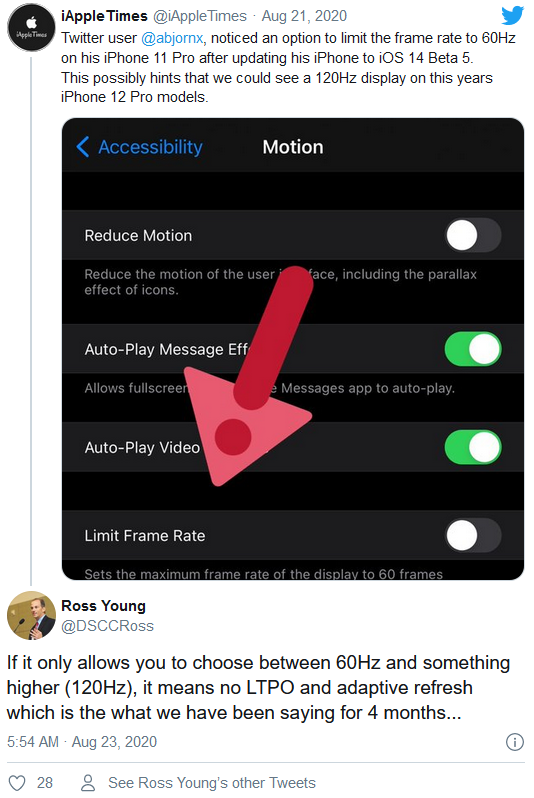 iAppleTimes @iAppleTimes · Aug 21, 2020
iAppleTimes
Twitter user @abjornx, noticed an option to limit the frame rate to 60Hz
on his iPhone 11 Pro after updating his iPhone to iOS 14 Beta 5.
This possibly hints that we could see a 120Hz display on this years
iPhone 12 Pro models.
Accessibility Motion
Reduce Motion
Reduce the motion of the user including the parallax
effect of icons.
Auto-Play Message
Allows fullscreen Messages app to auto-play.
Auto-Play Video
Limit Frame Rate
Sets the maximum frame rate of the display to 60 frames
Ross Young
@DSCCRoss
If it only allows you to choose between 60Hz and something
higher (120Hz), it means no LTPO and adaptive refresh
which is the what we have been saying for 4 months...
5:54 AM · Aug 23, 2020
28 See Ross Young's other Tweets